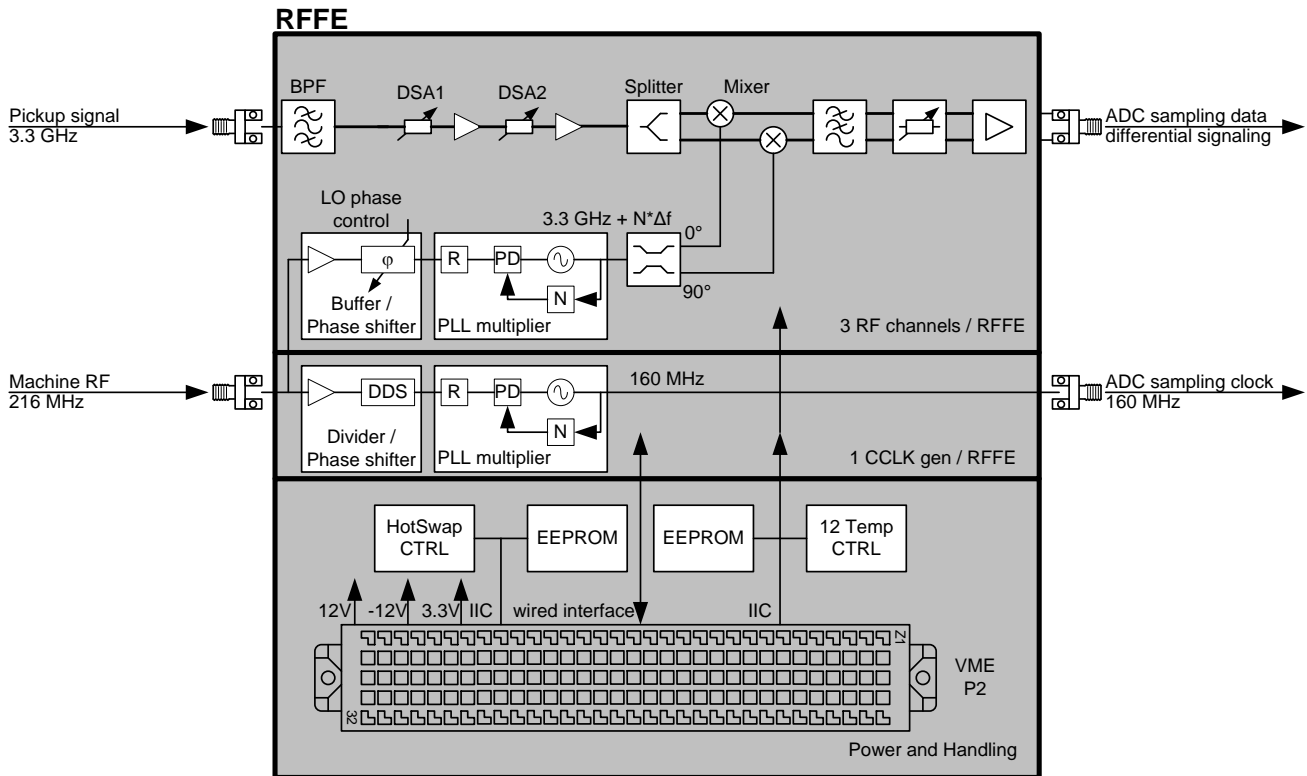 RFFE
BPF
DSA1
DSA2
Splitter
Mixer
Pickup signal
3.3 GHz
ADC sampling data
differential signaling
LO phase
control
3.3 GHz + N*Δf
0°
φ
R
PD
N
90°
Buffer /
Phase shifter
PLL multiplier
3 RF channels / RFFE
Machine RF
216 MHz
DDS
R
PD
N
160 MHz
ADC sampling clock
160 MHz
Divider /
Phase shifter
PLL multiplier
1 CCLK gen / RFFE
HotSwap
CTRL
EEPROM
EEPROM
12 Temp
CTRL
12V
-12V
3.3V
IIC
wired interface
IIC
Z1
32
VME
P2
Power and Handling